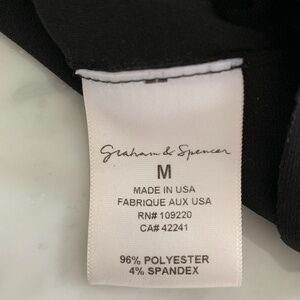 Graham & Spencer
M
MADE IN USA
FABRIQUE AUX USA
RN# 109220
CA# 42241
96% POLYESTER
4% SPANDEX